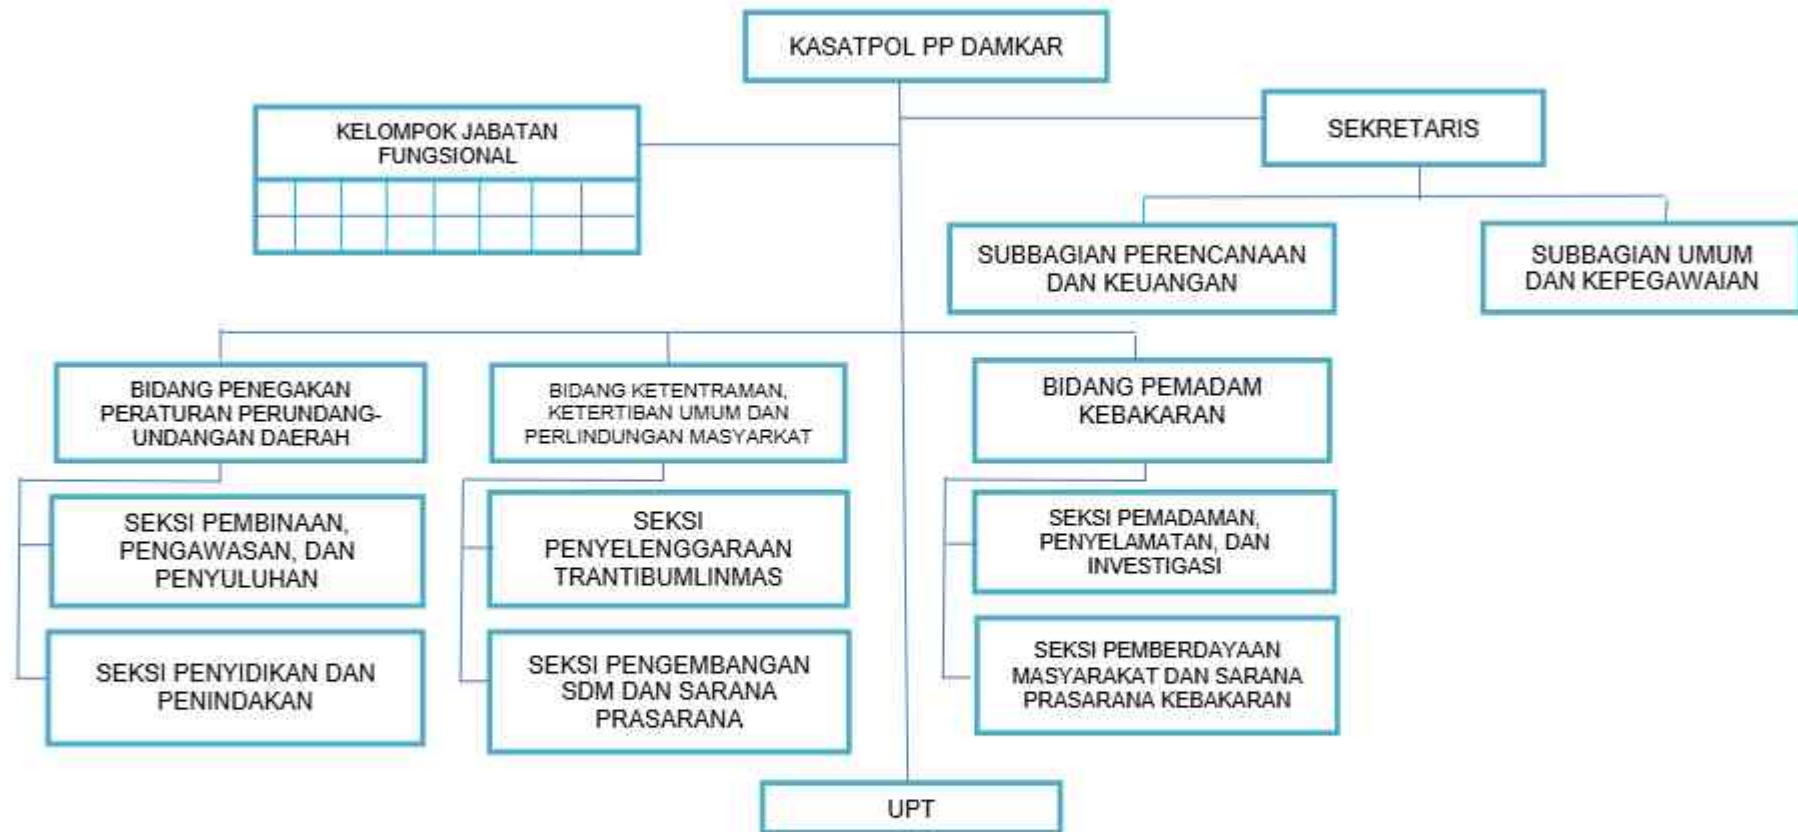 KASATPOL PP DAMKAR
KELOMPOK JABATAN
FUNGSIONAL
SEKRETARIS
SUBBAGIAN PERENCANAAN
DAN KEUANGAN
SUBBAGIAN UMUM
DAN KEPEGAWAIAN
BIDANG PENEGAKAN
PERATURAN PERUNDANG-
UNDANGAN DAERAH
BIDANG KETENTRAMAN,
KETERTIBAN UMUM DAN
PERLINDUNGAN MASYARKAT
BIDANG PEMADAM
KEBAKARAN
SEKSI PEMBINAAN,
PENGAWASAN, DAN
PENYULUHAN
SEKSI
PENYELENGGARAAN
TRANTIBUMLINMAS
SEKSI PEMADAMAN,
PENYELAMATAN, DAN
INVESTIGASI
SEKSI PENYIDIKAN DAN
PENINDAKAN
SEKSI PENGEMBANGAN
SDM DAN SARANA
PRASARANA
SEKSI PEMBERDAYAAN
MASYARAKAT DAN SARANA
PRASARANA KEBAKARAN
UPT